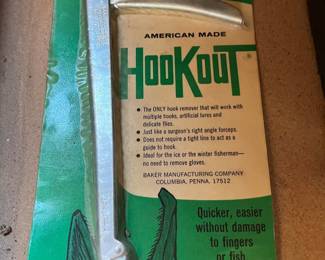 AMERICAN MADE
HOOKOUT
• The ONLY hook remover that will work with
multiple hooks, artificial lures and
delicate flies.
• Just like a surgeon's right angle forceps.
• Does not require a tight line to act as a
guide to hook.
• Ideal for the ice or the winter fisherman—
no need to remove gloves.
BAKER MANUFACTURING COMPANY
COLUMBIA, PENNA. 17512
Quicker, easier
without damage
to fingers
or fish